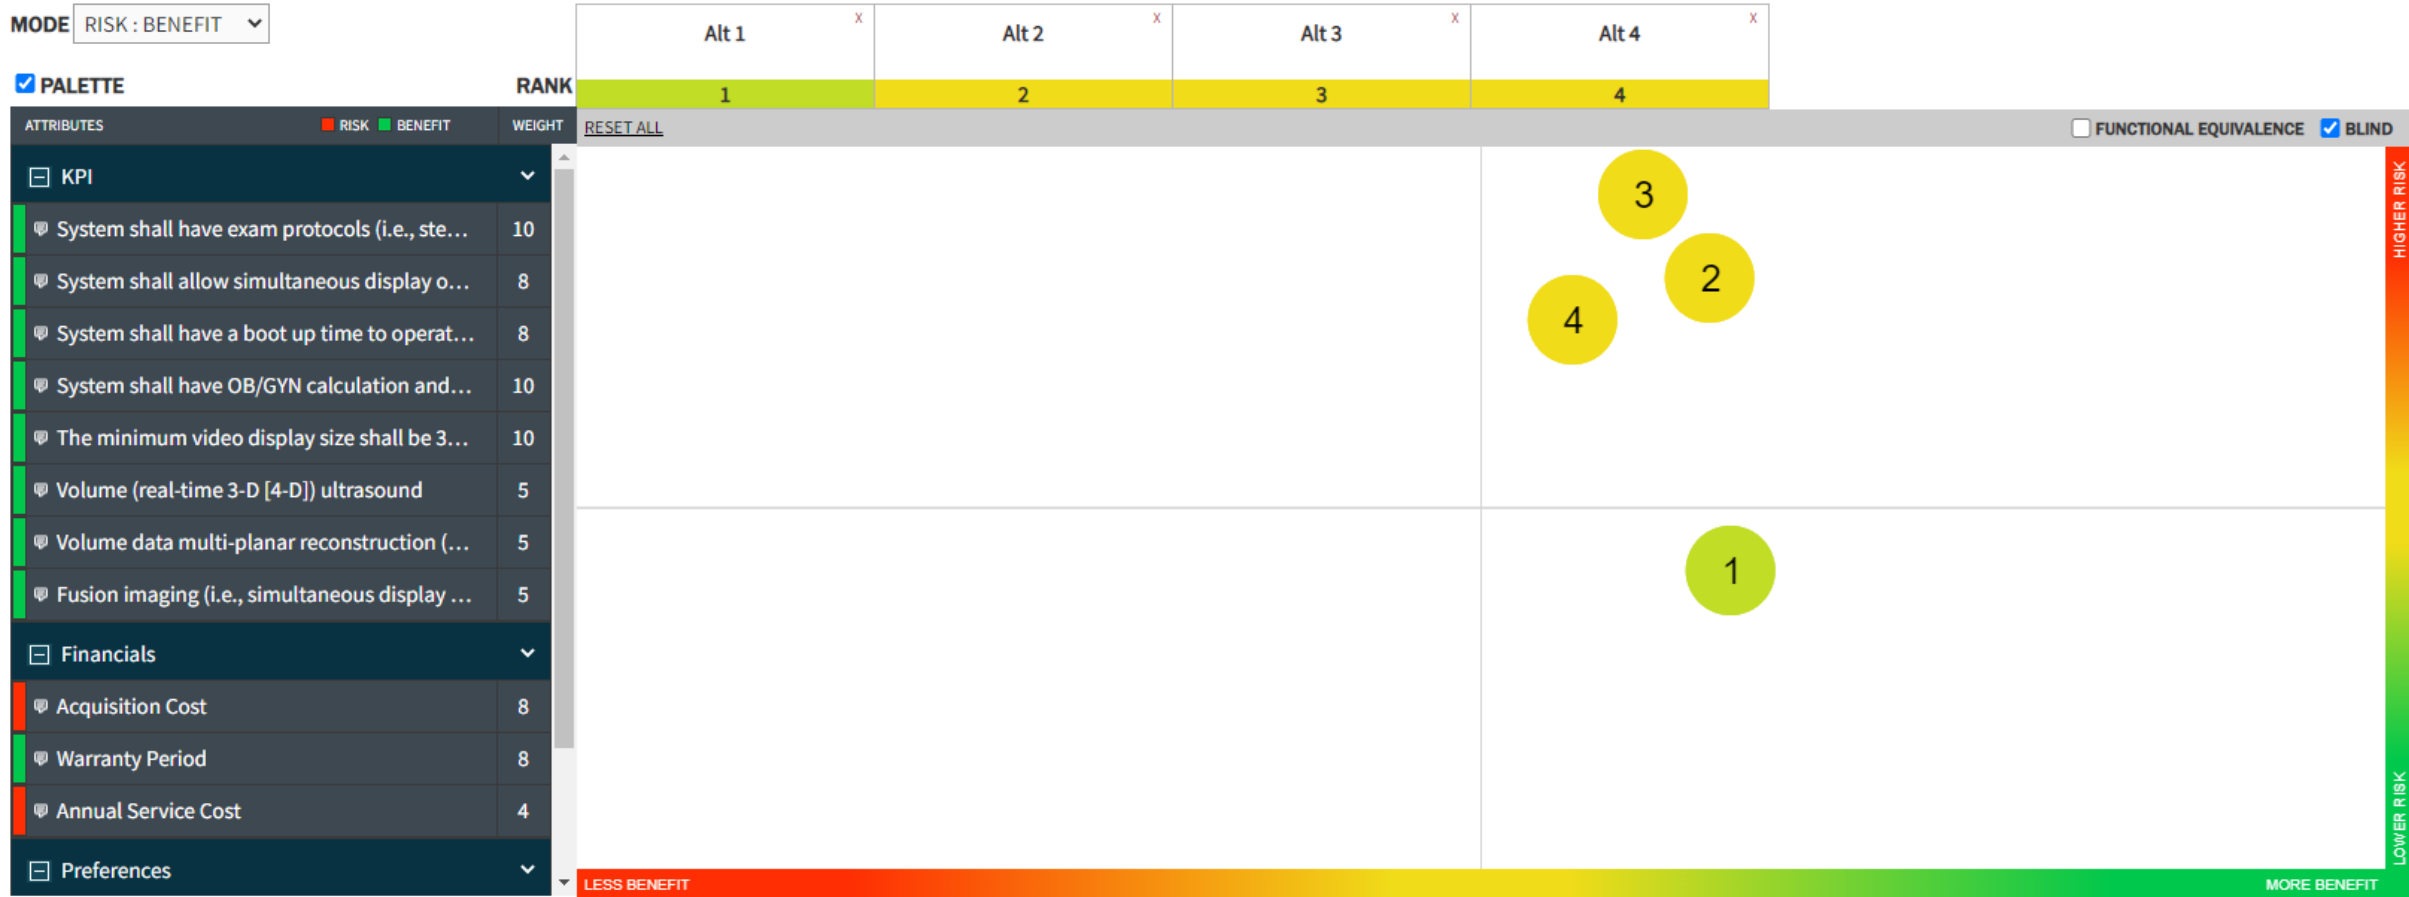 MODE RISK : BENEFIT
Alt 1 X Alt 2 X Alt 3 X Alt 4 X
PALETTE RANK 1 2 3 4
ATTRIBUTES RISK BENEFIT WEIGHT RESET ALL FUNCTIONAL EQUIVALENCE BLIND
KPI
System shall have exam protocols (i.e., ste... 10
System shall allow simultaneous display o... 8
System shall have a boot up time to operat... 8
System shall have OB/GYN calculation and... 10
The minimum video display size shall be 3... 10
Volume (real-time 3-D [4-D]) ultrasound 5
Volume data multi-planar reconstruction (... 5
Fusion imaging (i.e., simultaneous display ... 5
Financials
Acquisition Cost 8
Warranty Period 8
Annual Service Cost 4
Preferences
3
2
4
1
HIGHER RISK
LOWER RISK
LESS BENEFIT MORE BENEFIT